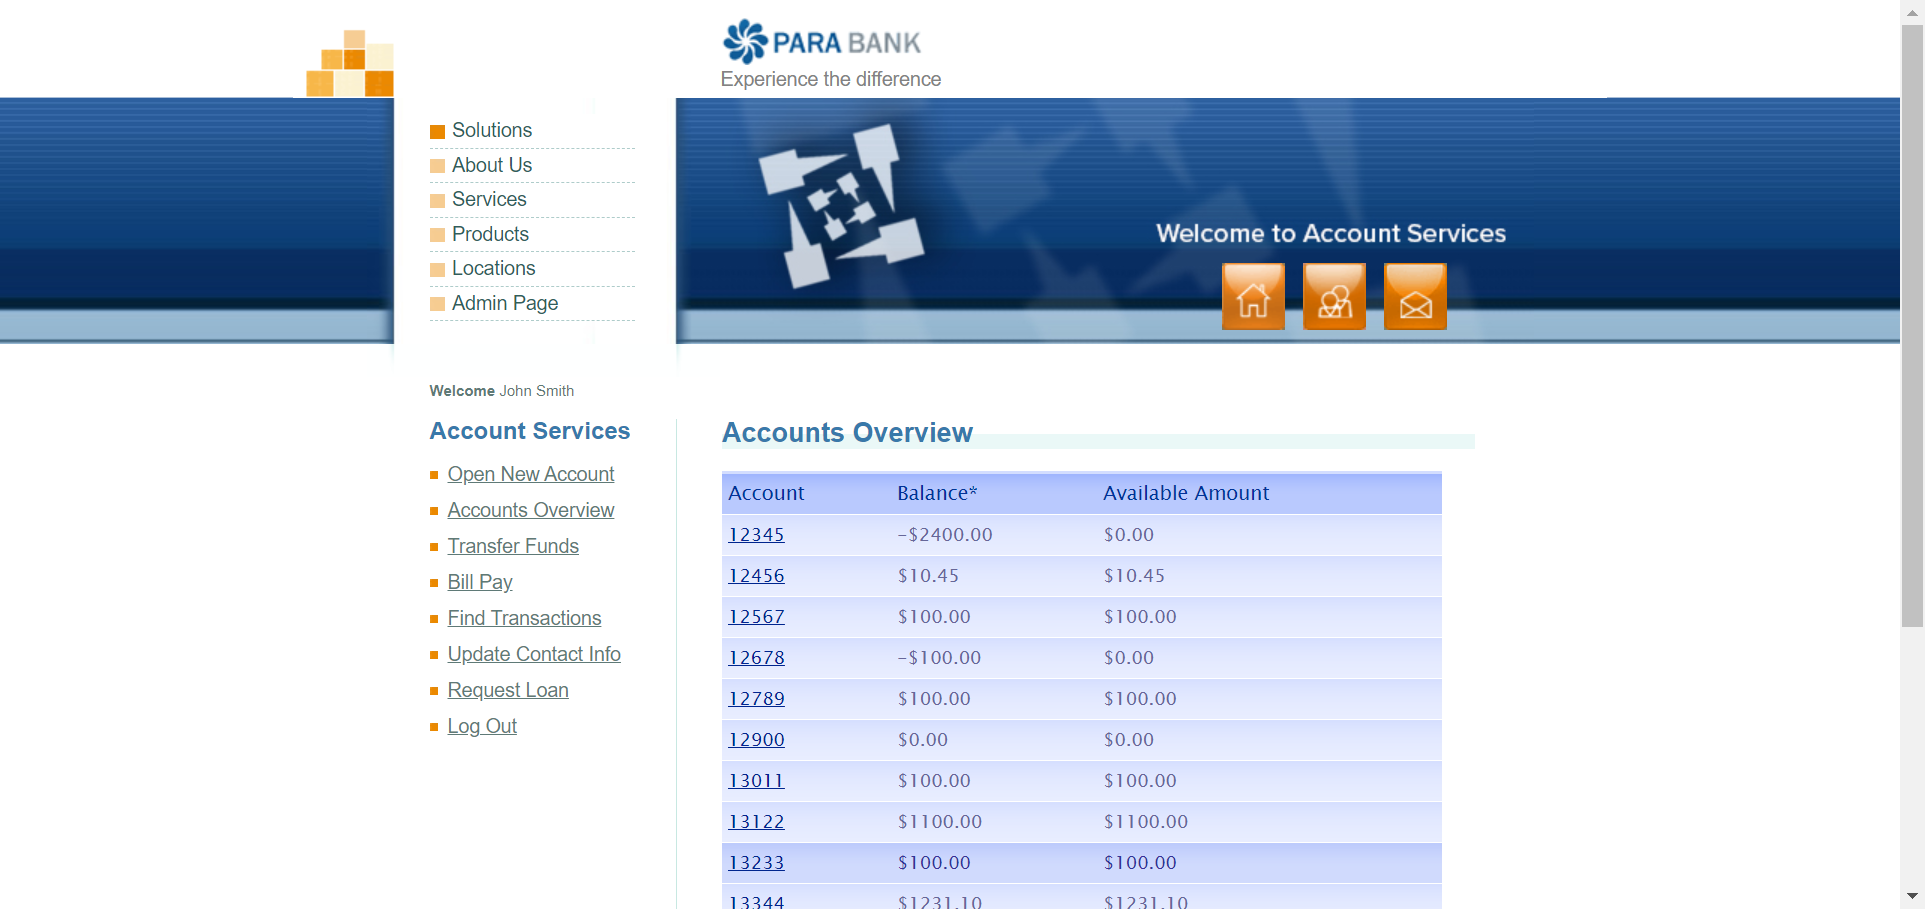 PARA BANK
Experience the difference
Solutions
About Us
Services
Products
Locations
Admin Page
Welcome to Account Services
Welcome John Smith
Account Services
Open New Account
Accounts Overview
Transfer Funds
Bill Pay
Find Transactions
Update Contact Info
Request Loan
Log Out
Accounts Overview
Account Balance* Available Amount
12345 -$2400.00 $0.00
12456 $10.45 $10.45
12567 $100.00 $100.00
12678 -$100.00 $0.00
12789 $100.00 $100.00
12900 $0.00 $0.00
13011 $100.00 $100.00
13122 $1100.00 $1100.00
13233 $100.00 $100.00
13344 $1231.10 $1231.10